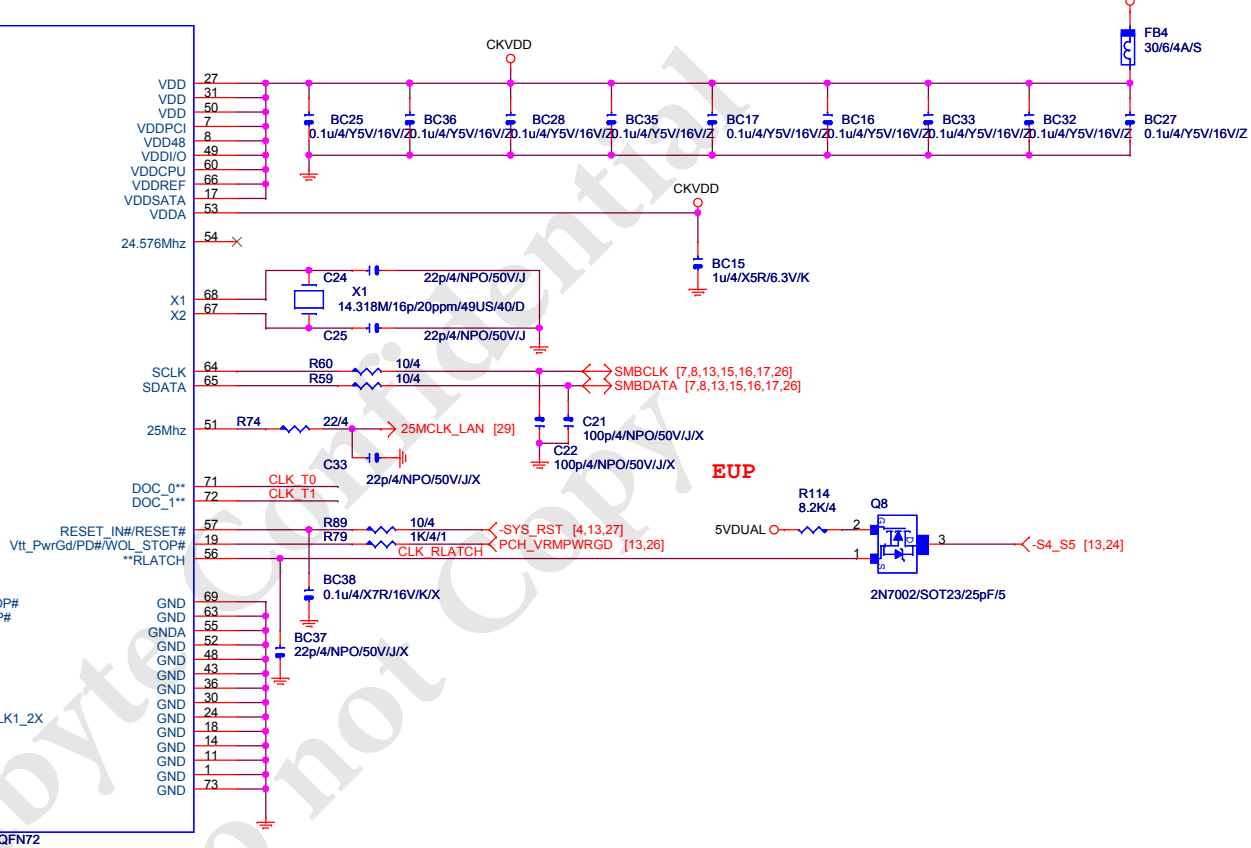 FB4
30/6/4A/S
CKVDD
VDD 27
VDD 31
VDD 50
VDDPCI 7
VDD48 8
VDDI/O 49
VDDCPU 60
VDDREF 66
VDDSATA 17
VDDA 53
BC25
0.1u/4/Y5V/16V/Z
BC36
0.1u/4/Y5V/16V/Z
BC28
0.1u/4/Y5V/16V/Z
BC35
0.1u/4/Y5V/16V/Z
BC17
0.1u/4/Y5V/16V/Z
BC16
0.1u/4/Y5V/16V/Z
BC33
0.1u/4/Y5V/16V/Z
BC32
0.1u/4/Y5V/16V/Z
BC27
0.1u/4/Y5V/16V/Z
CKVDD
BC15
1u/4/X5R/6.3V/K
24.576Mhz 54
C24 22p/4/NPO/50V/J
X1
14.318M/16p/20ppm/49US/40/D
X1 68
X2 67
C25 22p/4/NPO/50V/J
SCLK 64 R60 10/4 SMBCLK [7,8,13,15,16,17,26]
SDATA 65 R59 10/4 SMBDATA [7,8,13,15,16,17,26]
25Mhz 51 R74 22/4 25MCLK_LAN [29]
C21
100p/4/NPO/50V/J/X
C22
100p/4/NPO/50V/J/X
C33
22p/4/NPO/50V/J/X
EUP
DOC_0** 71 CLK_T0
DOC_1** 72 CLK_T1
RESET_IN#/RESET# 57 R89 10/4 -SYS_RST [4,13,27]
Vtt_PwrGd/PD#/WOL_STOP# 19 R79 1K/4/1 PCH_VRMPWRGD [13,26]
**RLATCH 56 CLK_RLATCH
R114
8.2K/4
5VDUAL
Q8
2
1
3
G
D
S
-S4_S5 [13,24]
2N7002/SOT23/25pF/5
BC38
0.1u/4/X7R/16V/K/X
BC37
22p/4/NPO/50V/J/X
OP#
P#
GND 69
GND 63
GNDA 55
GND 52
GND 48
GND 43
GND 36
GND 30
GND 24
GND 18
GND 14
GND 11
GND 1
GND 73
LK1_2X
QFN72
byte Confidential
o not Copy